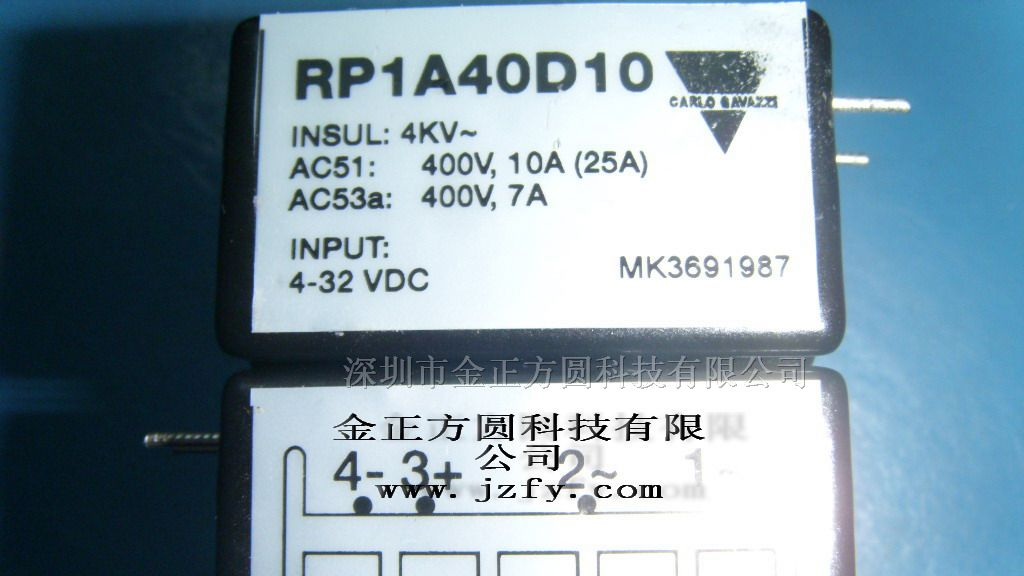 RP1A40D10
CARLO GAVAZZI
INSUL: 4KV~
AC51: 400V, 10A (25A)
AC53a: 400V, 7A
INPUT:
4-32 VDC
MK3691987
深圳市金正方圆科技有限公司
金正方圆科技有限
公司
4- 3+ 2~ 1~
www.jzfy.com